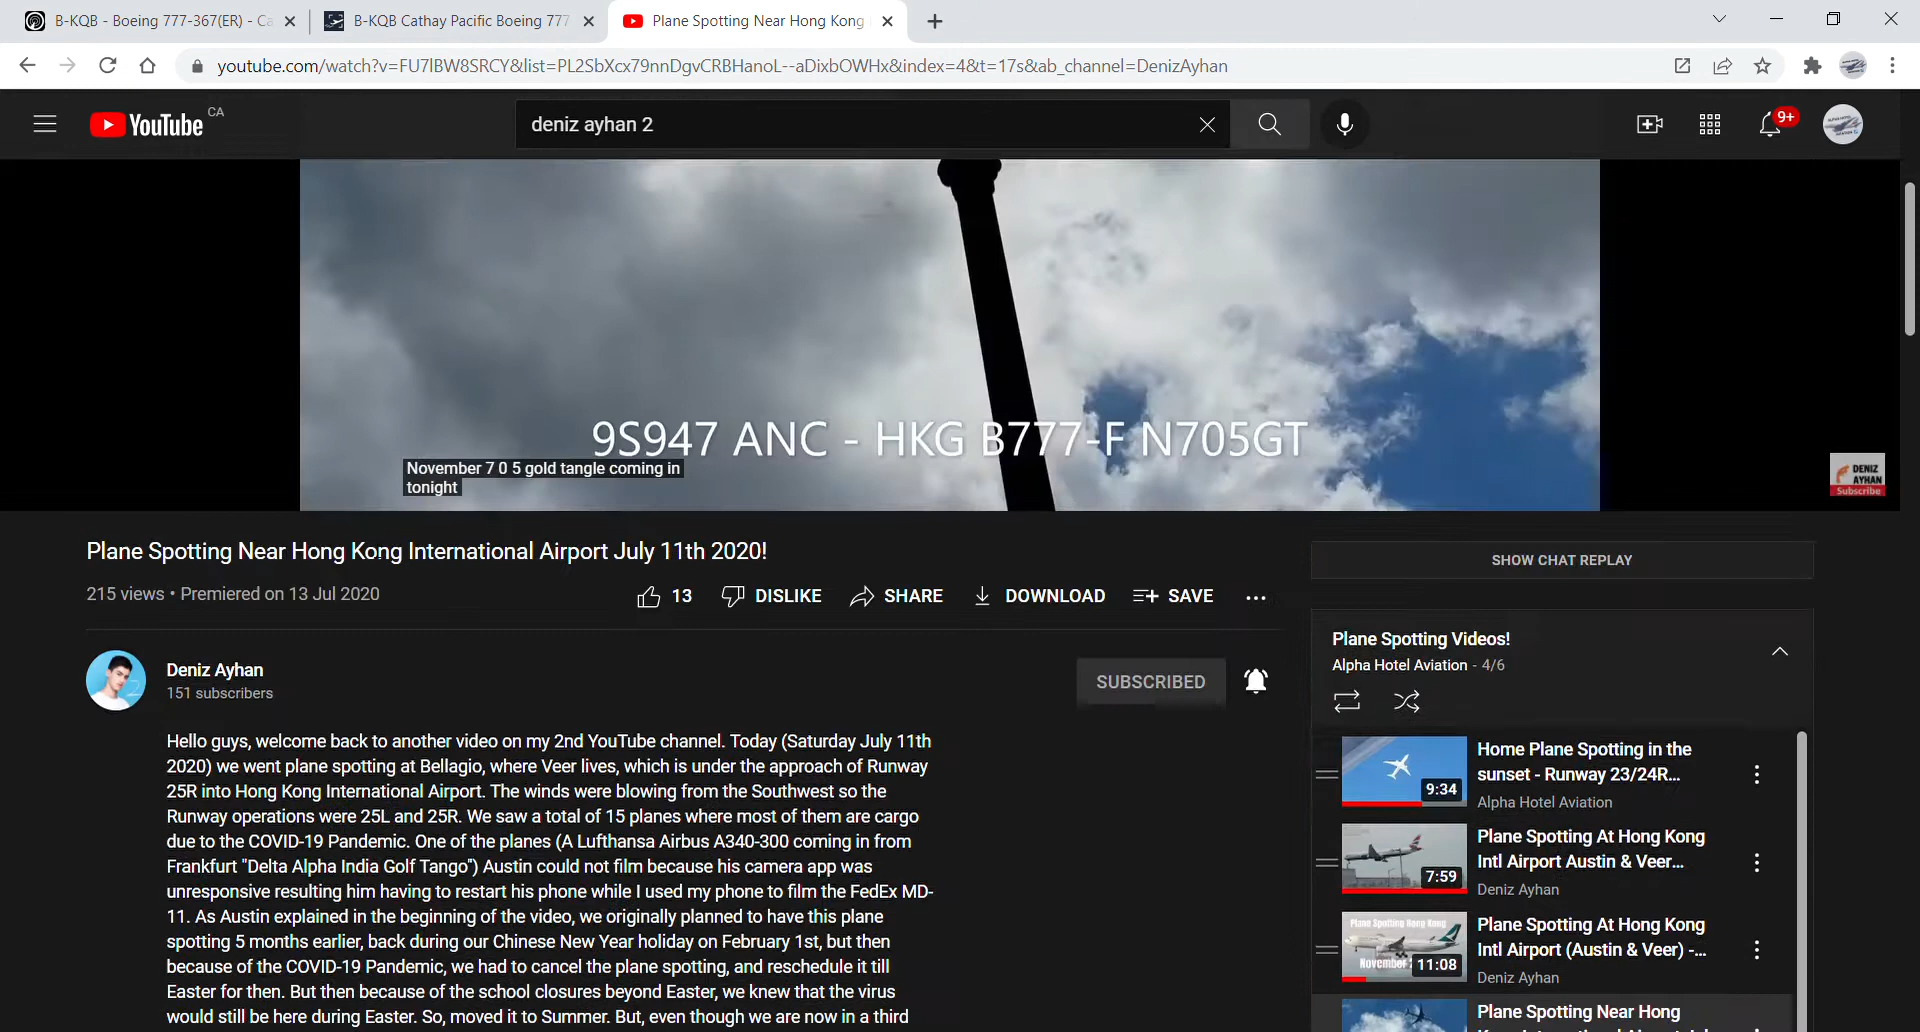 B-KQB - Boeing 777-367(ER) - Ca
B-KQB Cathay Pacific Boeing 777
Plane Spotting Near Hong Kong
youtube.com/watch?v=FU7lBW8SRCY&list=PL2SbXcx79nnDgvCRBHanoL--aDixbOWHx&index=4&t=17s&ab_channel=DenizAyhan
YouTube CA
deniz ayhan 2
9+
9S947 ANC - HKG B777-F N705GT
November 7 0 5 gold tangle coming in
tonight
DENIZ
AYHAN
Subscribe
Plane Spotting Near Hong Kong International Airport July 11th 2020!
215 views • Premiered on 13 Jul 2020
13
DISLIKE
SHARE
DOWNLOAD
SAVE
Deniz Ayhan
151 subscribers
SUBSCRIBED
Hello guys, welcome back to another video on my 2nd YouTube channel. Today (Saturday July 11th
2020) we went plane spotting at Bellagio, where Veer lives, which is under the approach of Runway
25R into Hong Kong International Airport. The winds were blowing from the Southwest so the
Runway operations were 25L and 25R. We saw a total of 15 planes where most of them are cargo
due to the COVID-19 Pandemic. One of the planes (A Lufthansa Airbus A340-300 coming in from
Frankfurt "Delta Alpha India Golf Tango") Austin could not film because his camera app was
unresponsive resulting him having to restart his phone while I used my phone to film the FedEx MD-
11. As Austin explained in the beginning of the video, we originally planned to have this plane
spotting 5 months earlier, back during our Chinese New Year holiday on February 1st, but then
because of the COVID-19 Pandemic, we had to cancel the plane spotting, and reschedule it till
Easter for then. But then because of the school closures beyond Easter, we knew that the virus
would still be here during Easter. So, moved it to Summer. But, even though we are now in a third
SHOW CHAT REPLAY
Plane Spotting Videos!
Alpha Hotel Aviation - 4/6
9:34
Home Plane Spotting in the
sunset - Runway 23/24R...
Alpha Hotel Aviation
7:59
Plane Spotting At Hong Kong
Intl Airport Austin & Veer...
Deniz Ayhan
Plane Spotting Hong Kong
November
11:08
Plane Spotting At Hong Kong
Intl Airport (Austin & Veer) -...
Deniz Ayhan
Plane Spotting Near Hong